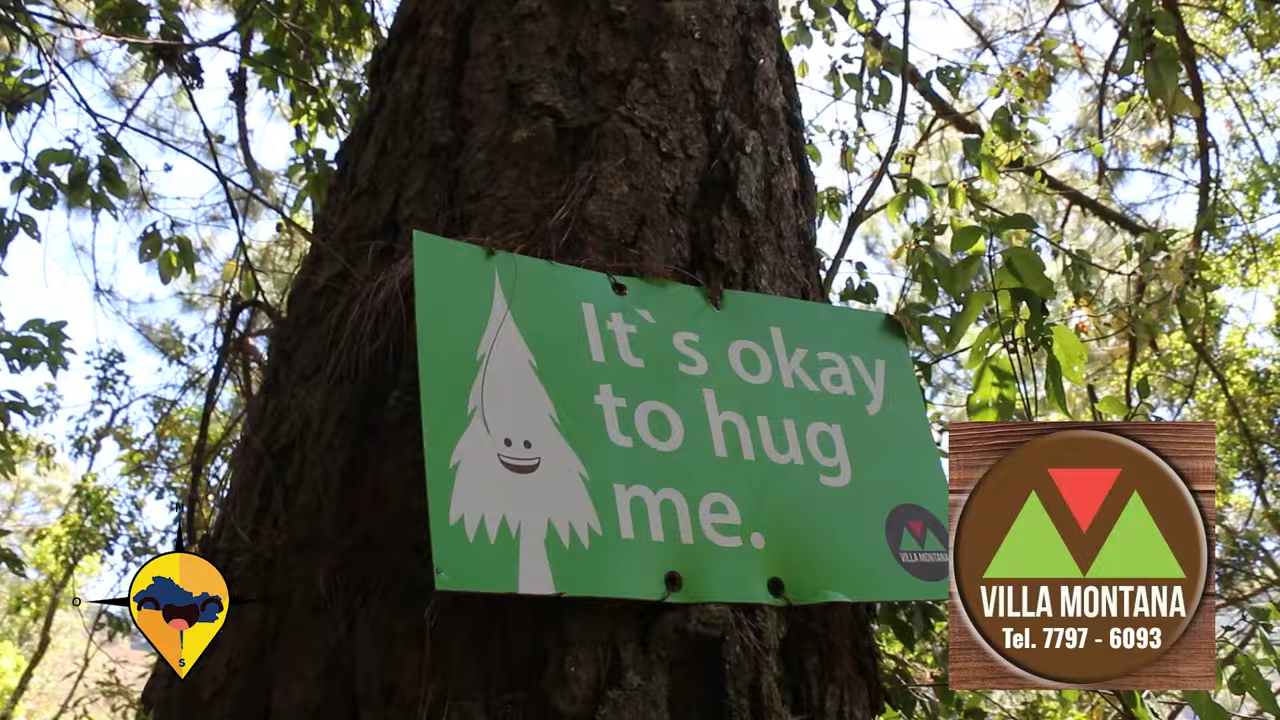 It`s okay
to hug
me.
VILLA MONTANA
VILLA MONTANA
Tel. 7797 - 6093
N
O
S